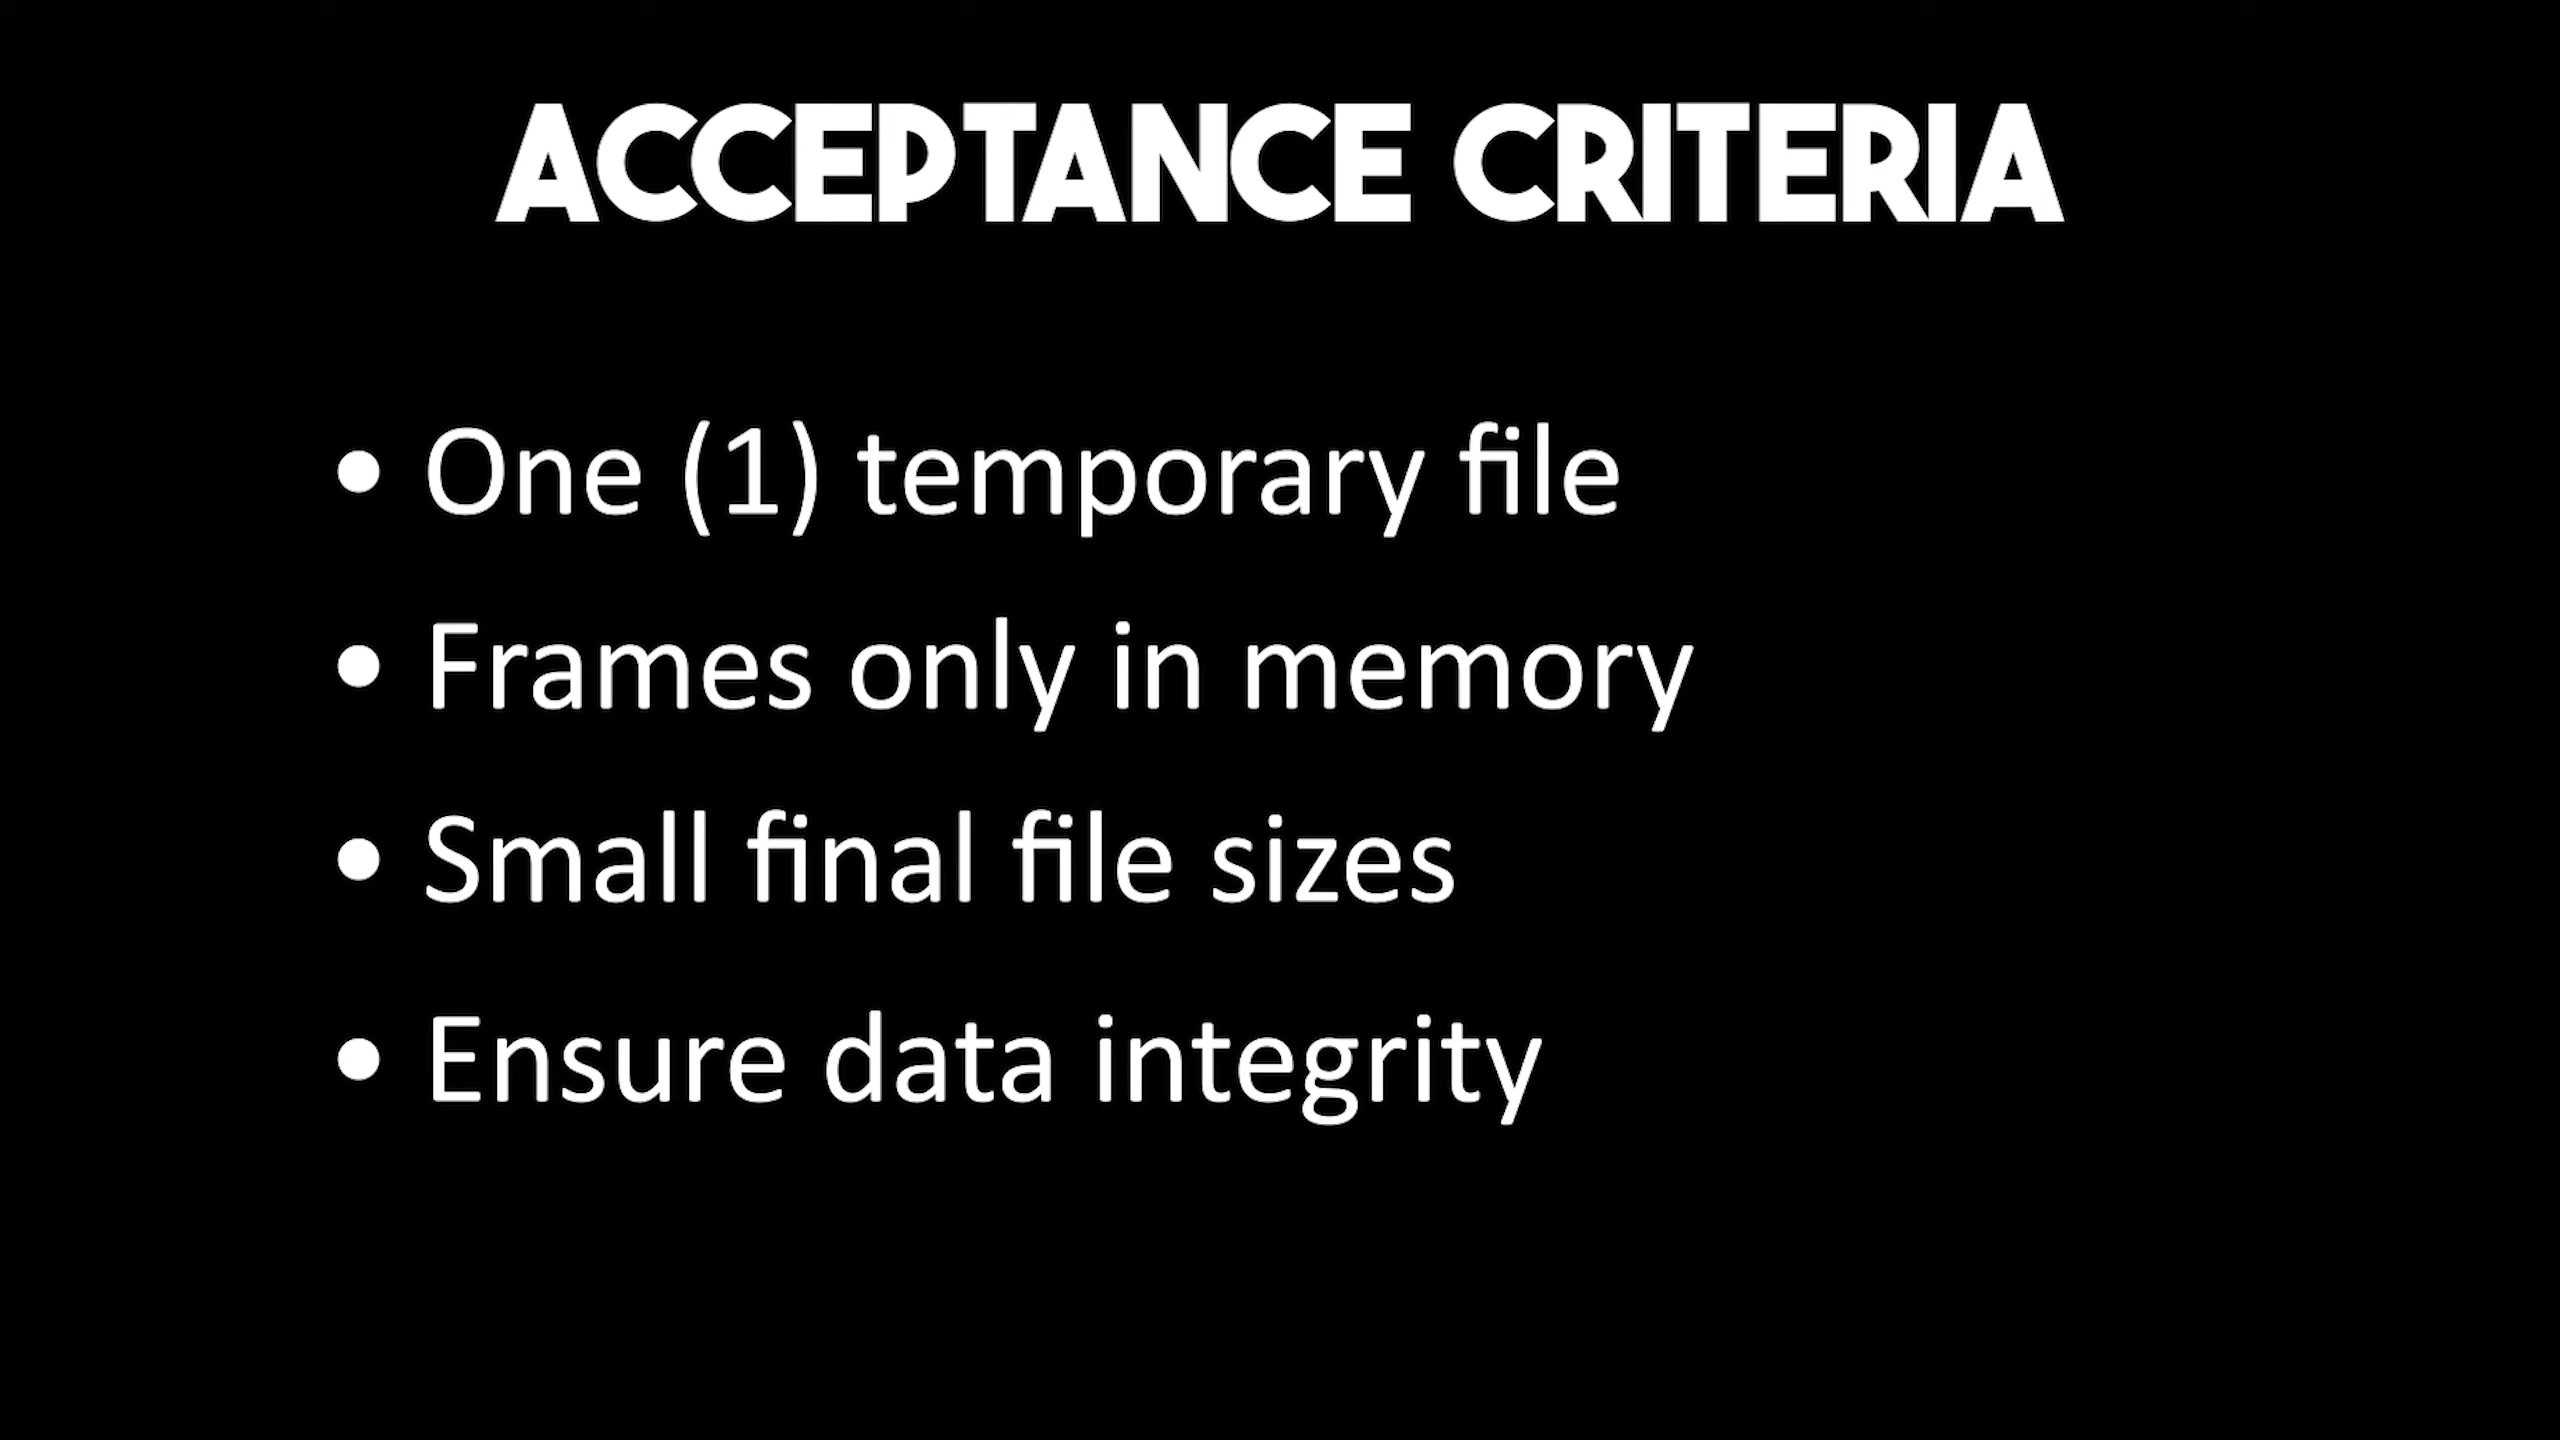 ACCEPTANCE CRITERIA
• One (1) temporary file
• Frames only in memory
• Small final file sizes
• Ensure data integrity